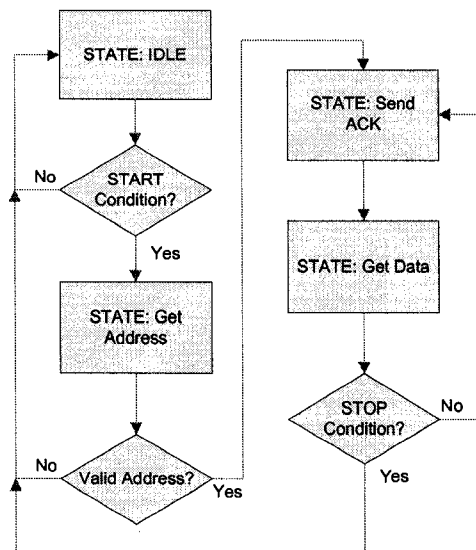 STATE: IDLE
No
START
Condition?
Yes
STATE: Get
Address
No
Valid Address?
Yes
STATE: Send
ACK
STATE: Get Data
STOP
Condition?
No
Yes